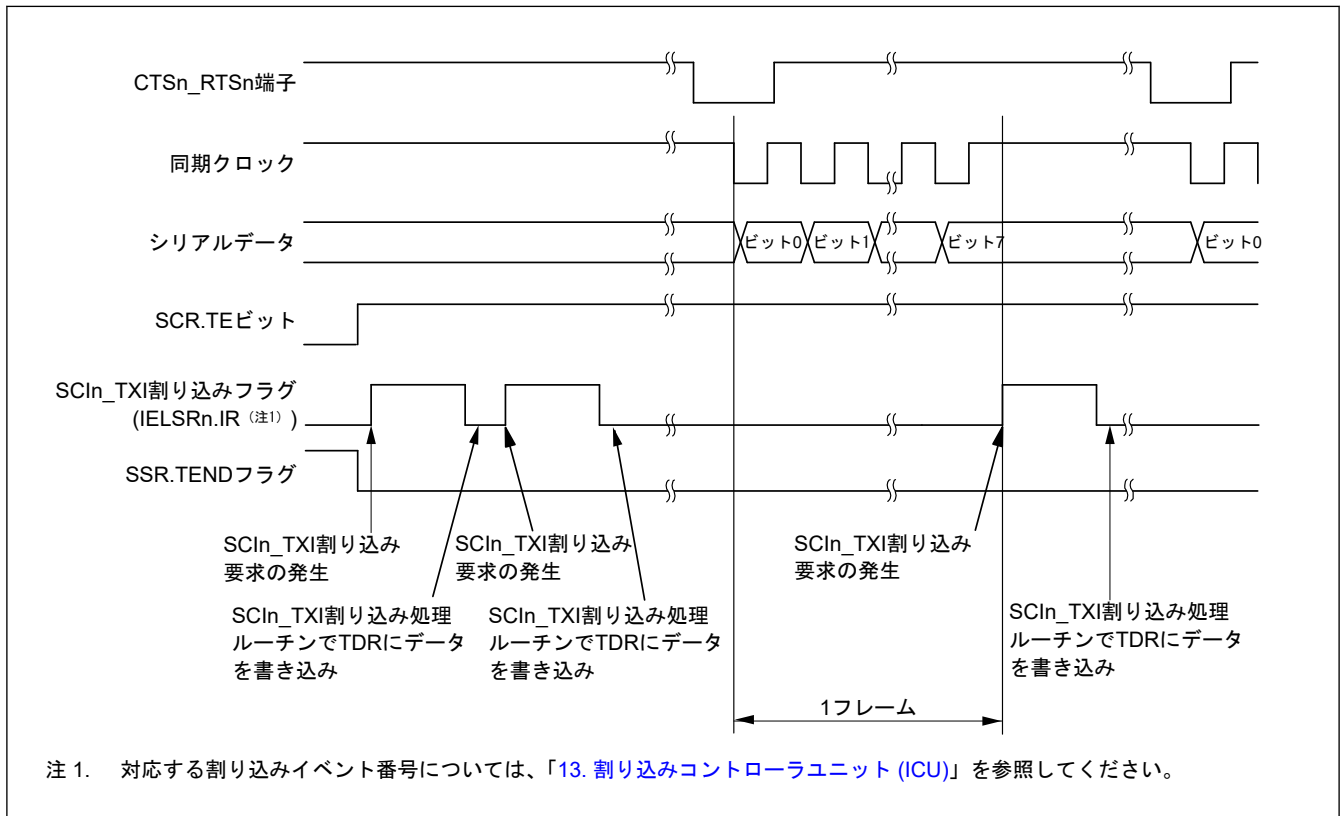 CTSn_RTSn端子
同期クロック
シリアルデータ
ビット0
ビット1
ビット7
ビット0
SCR.TEビット
SCIn_TXI割り込みフラグ
(IELSRn.IR（注1）)
SSR.TENDフラグ
SCIn_TXI割り込み
要求の発生
SCIn_TXI割り込み
要求の発生
SCIn_TXI割り込み
要求の発生
SCIn_TXI割り込み処理
ルーチンでTDRにデータ
を書き込み
SCIn_TXI割り込み処理
ルーチンでTDRにデータ
を書き込み
SCIn_TXI割り込み処理
ルーチンでTDRにデータ
を書き込み
1フレーム
注 1. 対応する割り込みイベント番号については、「13. 割り込みコントローラユニット (ICU)」を参照してください。